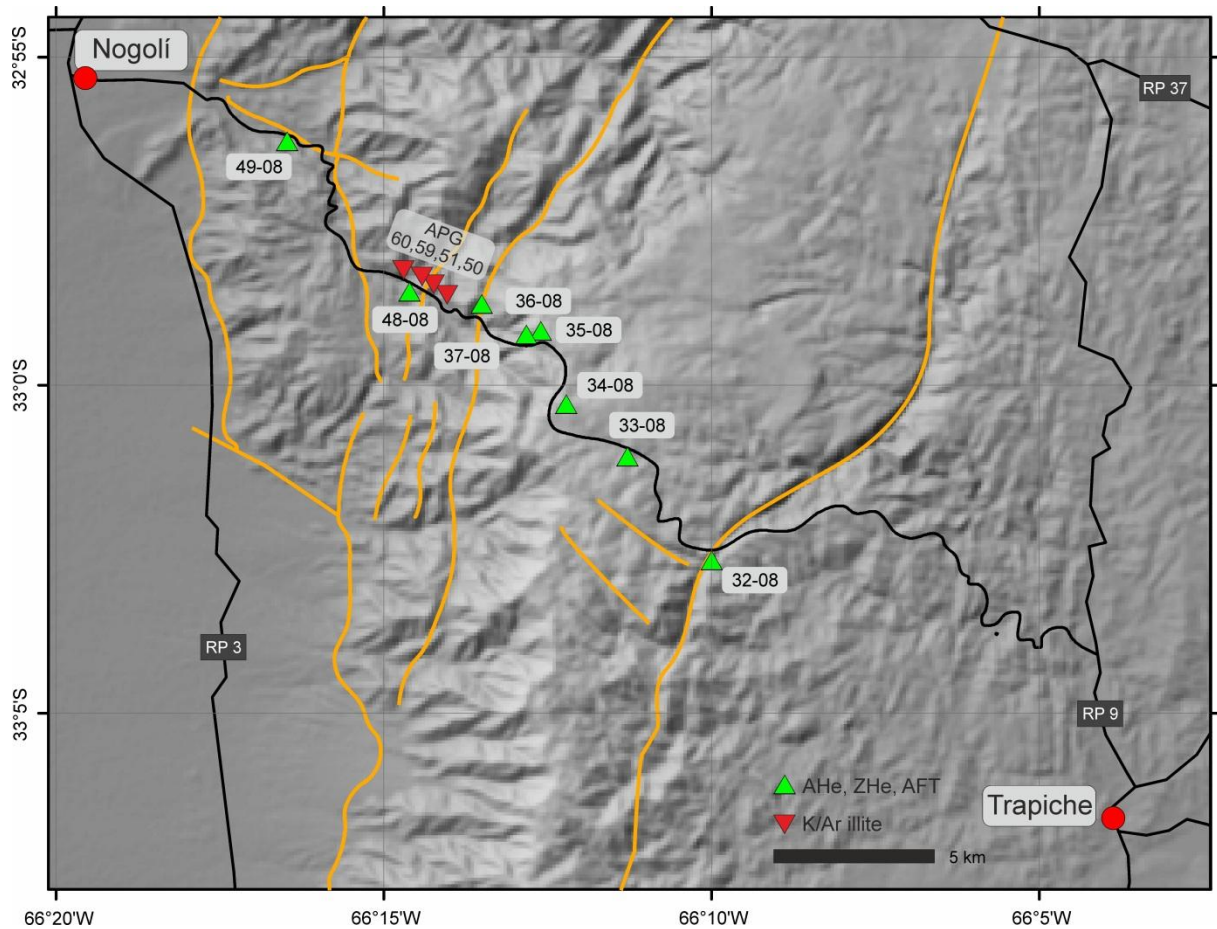 32°55'S
33°0'S
33°5'S
Nogolí
RP 37
49-08
APG
60,59,51,50
48-08
36-08
35-08
37-08
34-08
33-08
32-08
RP 3
RP 9
AHe, ZHe, AFT
K/Ar illite
5 km
Trapiche
66°20'W
66°15'W
66°10'W
66°5'W